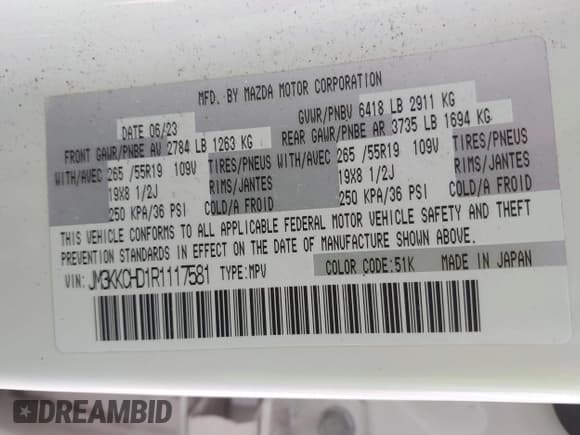 MFD. BY MAZDA MOTOR CORPORATION
DATE 06/23 GVWR/PNBV 6418 LB 2911 KG
FRONT GAWR/PNBE AV 2784 LB 1263 KG REAR GAWR/PNBE AR 3735 LB 1694 KG
WITH/AVEC 265 /55R19 109V TIRES/PNEUS WITH/AVEC 265 /55R19 109V TIRES/PNEUS
19X8 1/2J RIMS/JANTES 19X8 1/2J RIMS/JANTES
250 KPA/36 PSI COLD/A FROID 250 KPA/36 PSI COLD/A FROID
THIS VEHICLE CONFORMS TO ALL APPLICABLE FEDERAL MOTOR VEHICLE SAFETY AND THEFT
PREVENTION STANDARDS IN EFFECT ON THE DATE OF MANUFACTURE SHOWN ABOVE.
VIN: JM3KKCHD1R1117581 TYPE:MPV COLOR CODE:51K MADE IN JAPAN
DREAMBID